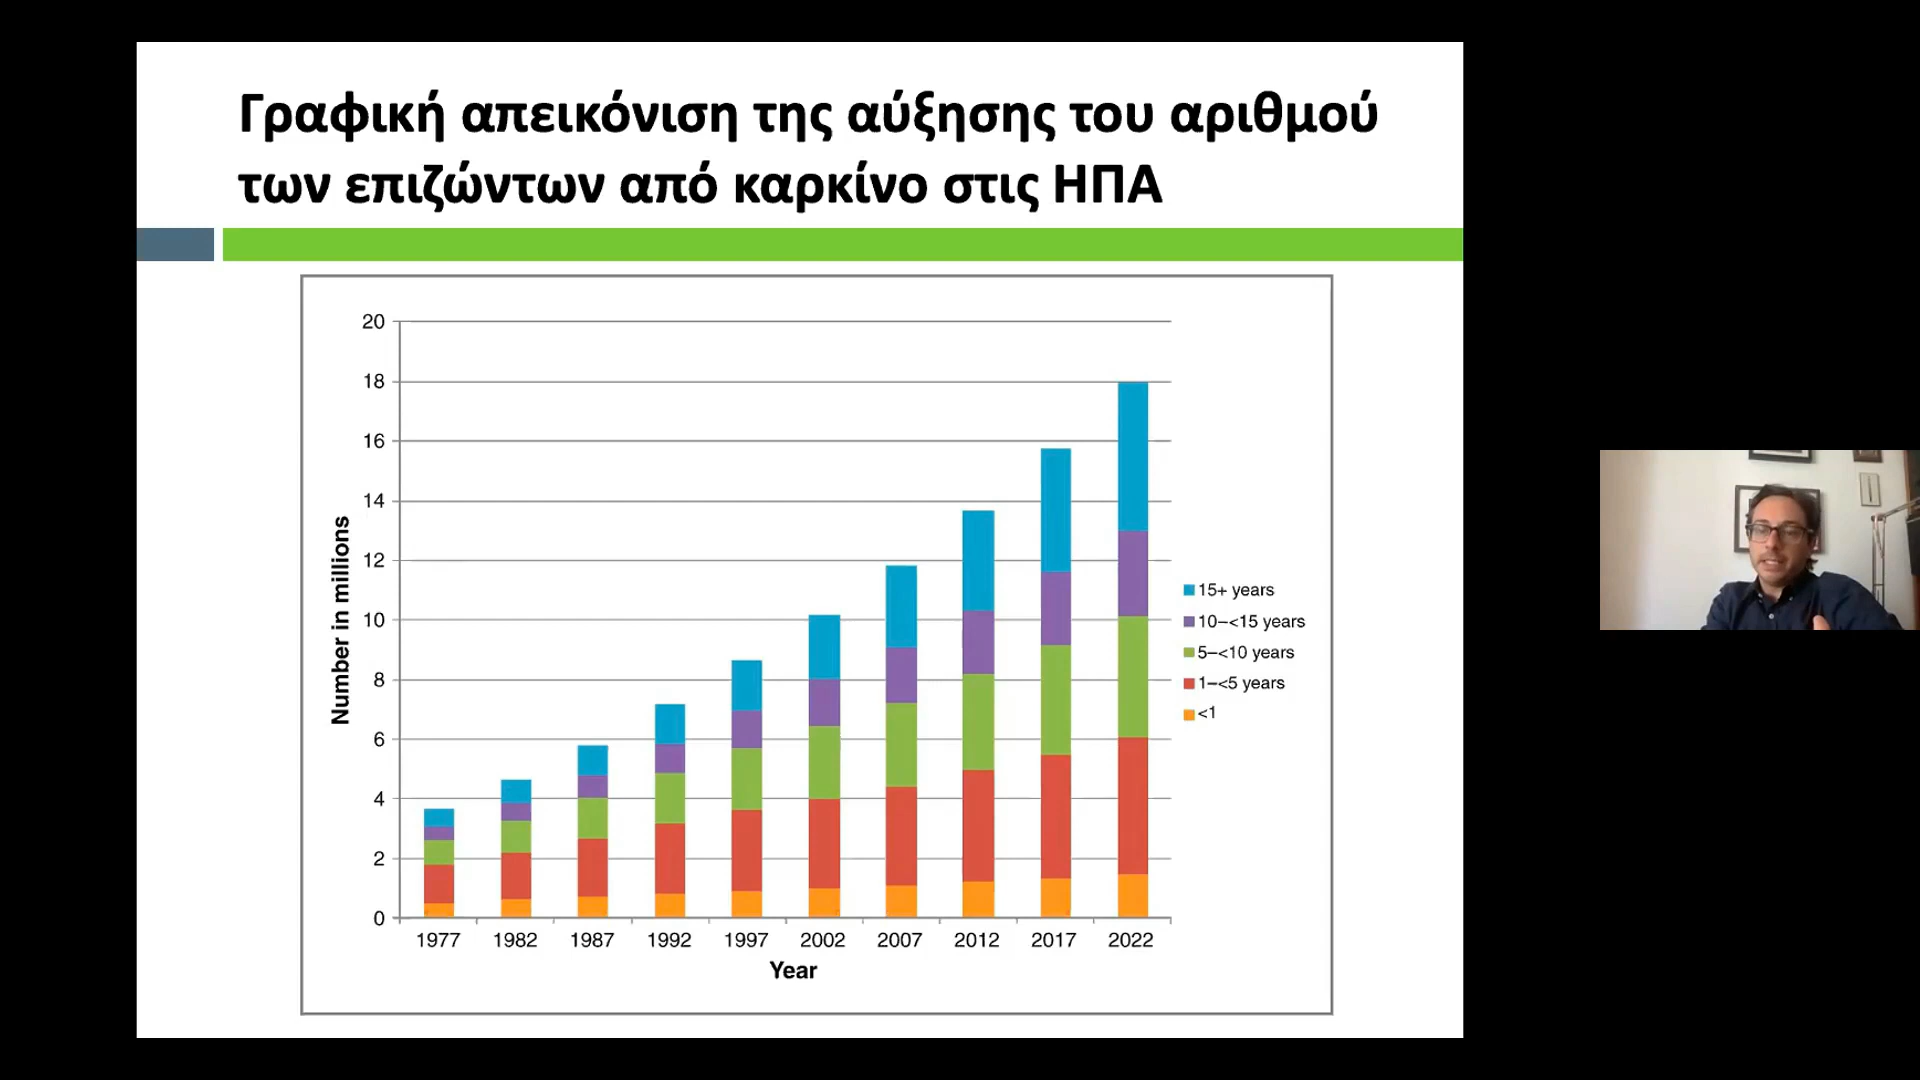 Γραφική απεικόνιση της αύξησης του αριθμού
των επιζώντων από καρκίνο στις ΗΠΑ
20
18
16
14
12
10
8
6
4
2
0
Number in millions
1977 1982 1987 1992 1997 2002 2007 2012 2017 2022
Year
15+ years
10–<15 years
5–<10 years
1–<5 years
<1